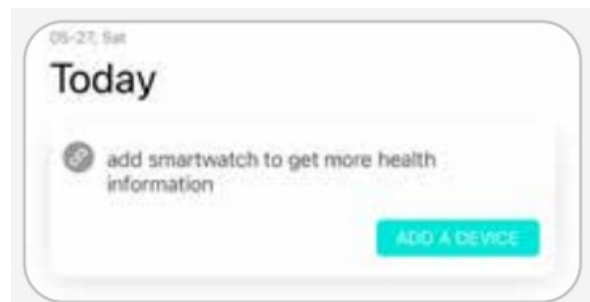 05-27, Sat
Today
add smartwatch to get more health
information
ADD A DEVICE